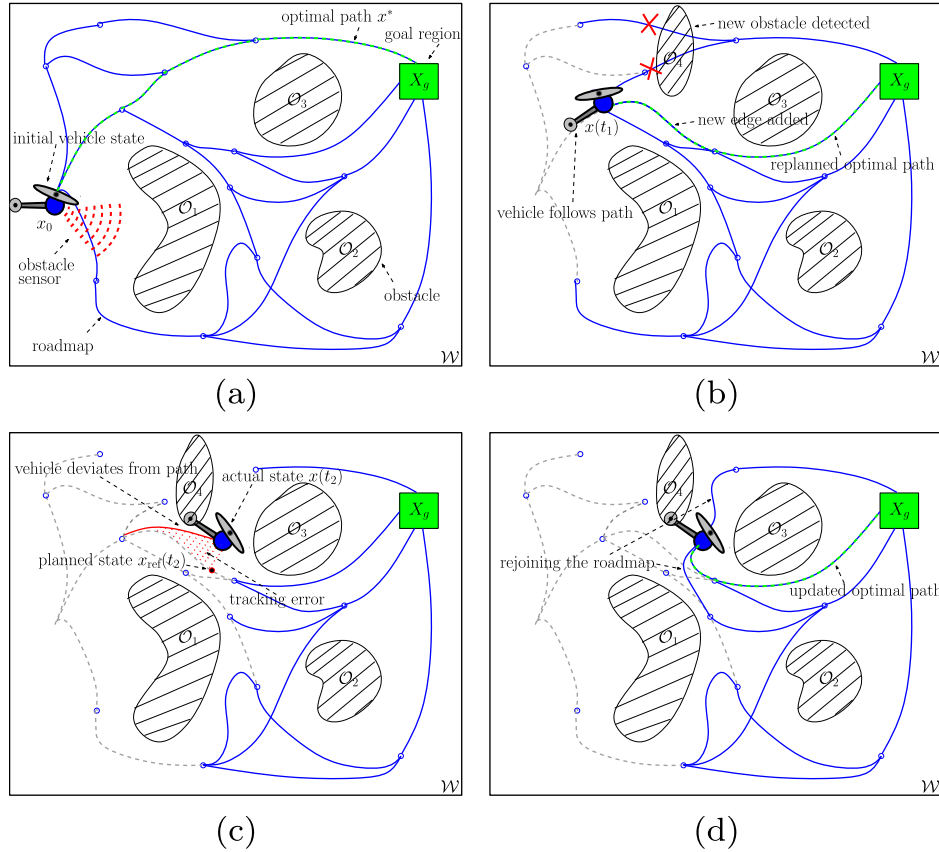 optimal path x*
goal region
X_g
O_3
initial vehicle state
O_1
x_0
O_2
obstacle
sensor
obstacle
roadmap
W
(a)
new obstacle detected
O_4
X_g
O_3
new edge added
x(t_1)
replanned optimal path
vehicle follows path
O_1
O_2
W
(b)
vehicle deviates from path
actual state x(t_2)
O_4
X_g
O_3
planned state x_ref(t_2)
tracking error
O_1
O_2
W
(c)
O_4
X_g
O_3
rejoining the roadmap
updated optimal path
O_1
O_2
W
(d)